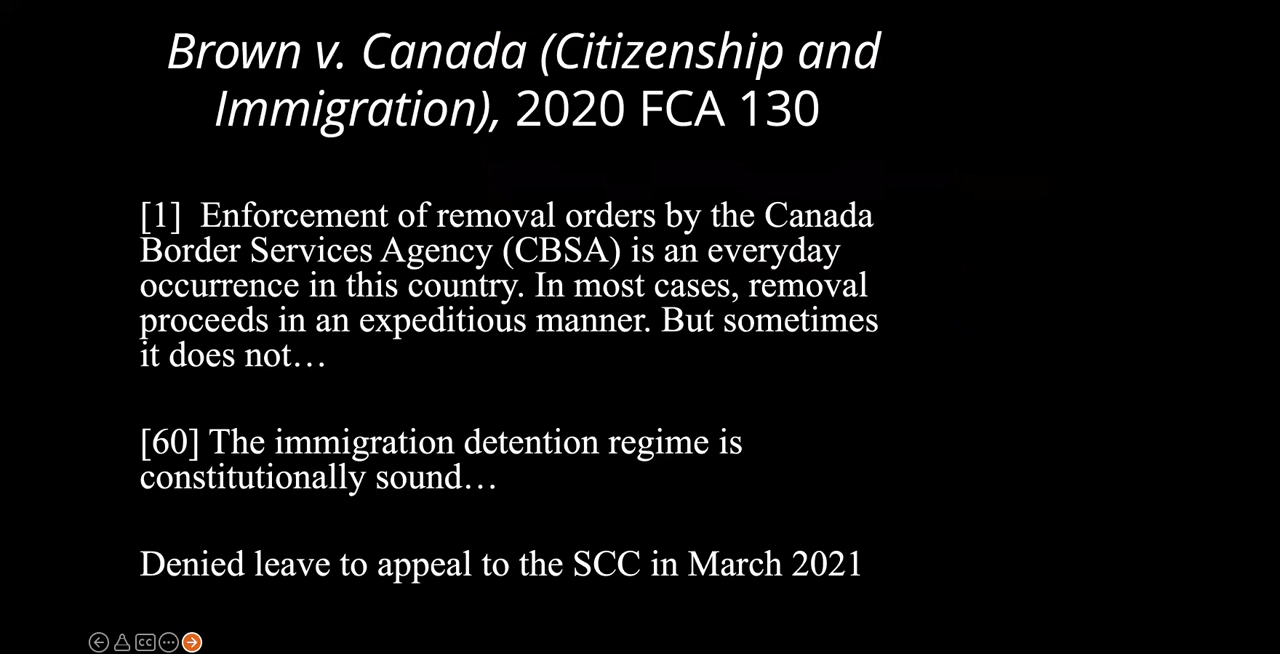 Brown v. Canada (Citizenship and
Immigration), 2020 FCA 130
[1]  Enforcement of removal orders by the Canada
Border Services Agency (CBSA) is an everyday
occurrence in this country. In most cases, removal
proceeds in an expeditious manner. But sometimes
it does not…
[60] The immigration detention regime is
constitutionally sound…
Denied leave to appeal to the SCC in March 2021
CC